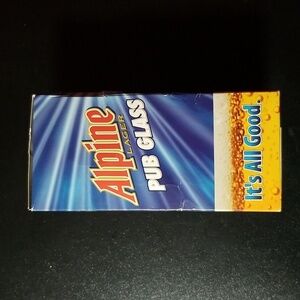 Alpine
LAGER
PUB GLASS
It's All Good.